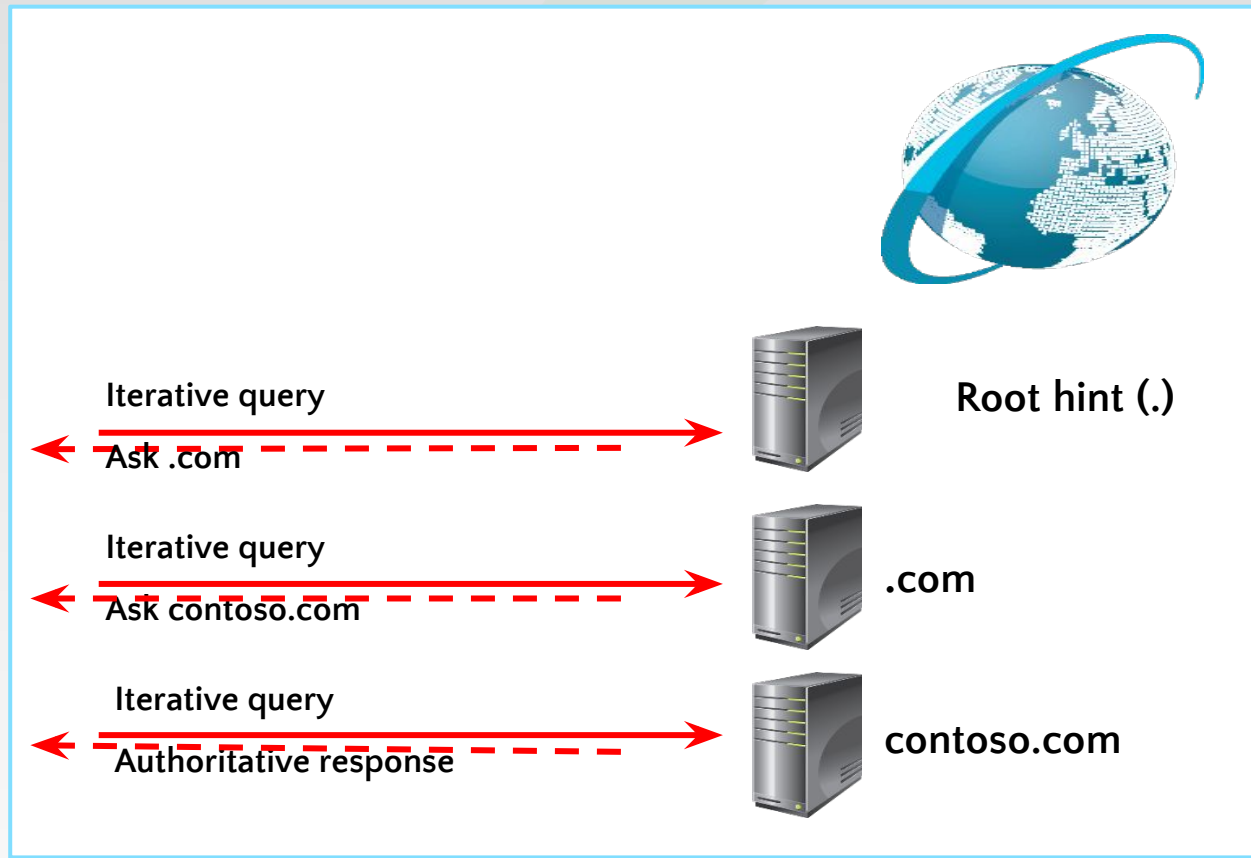 Iterative query
Root hint (.)
Ask .com
Iterative query
.com
Ask contoso.com
Iterative query
contoso.com
Authoritative response